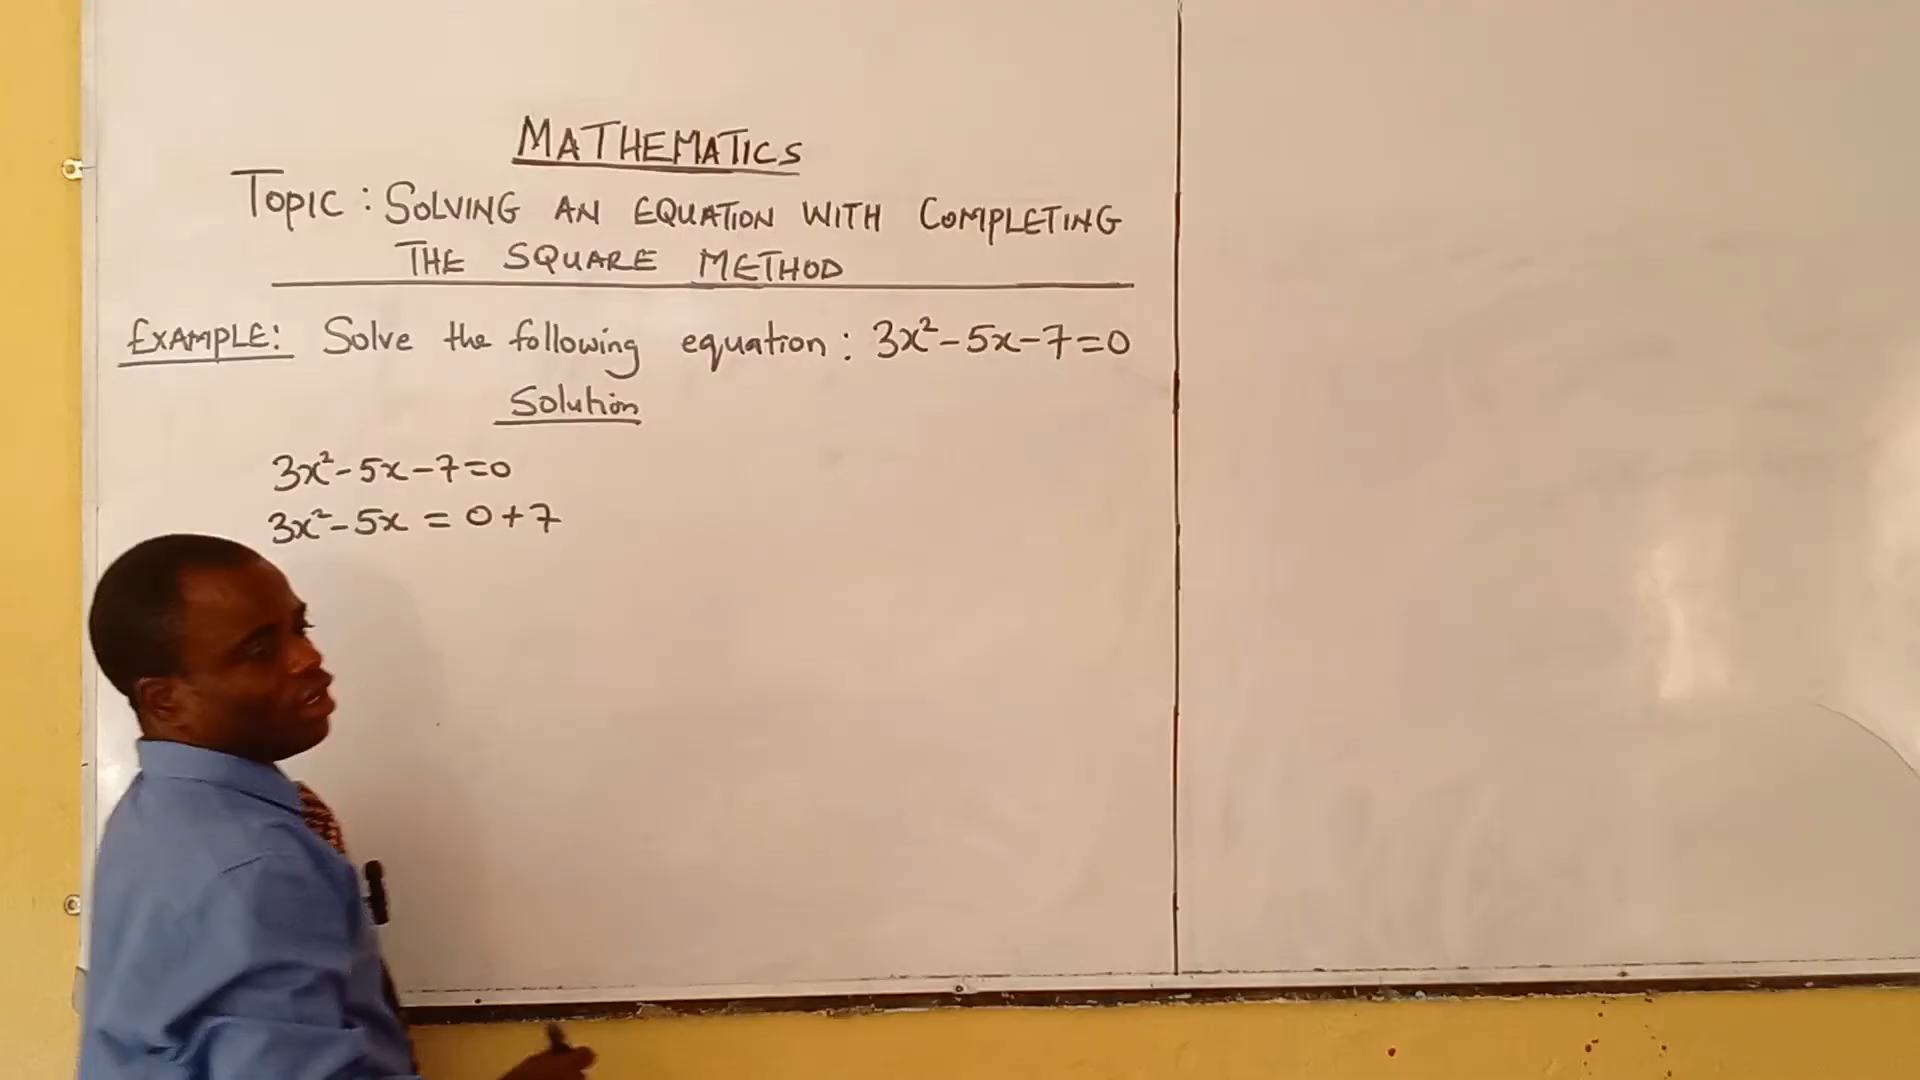 MATHEMATICS
TOPIC : SOLVING AN EQUATION WITH COMPLETING
THE SQUARE METHOD
EXAMPLE: Solve the following equation : 3x²-5x-7=0
Solution
3x²-5x-7=0
3x²-5x = 0+7